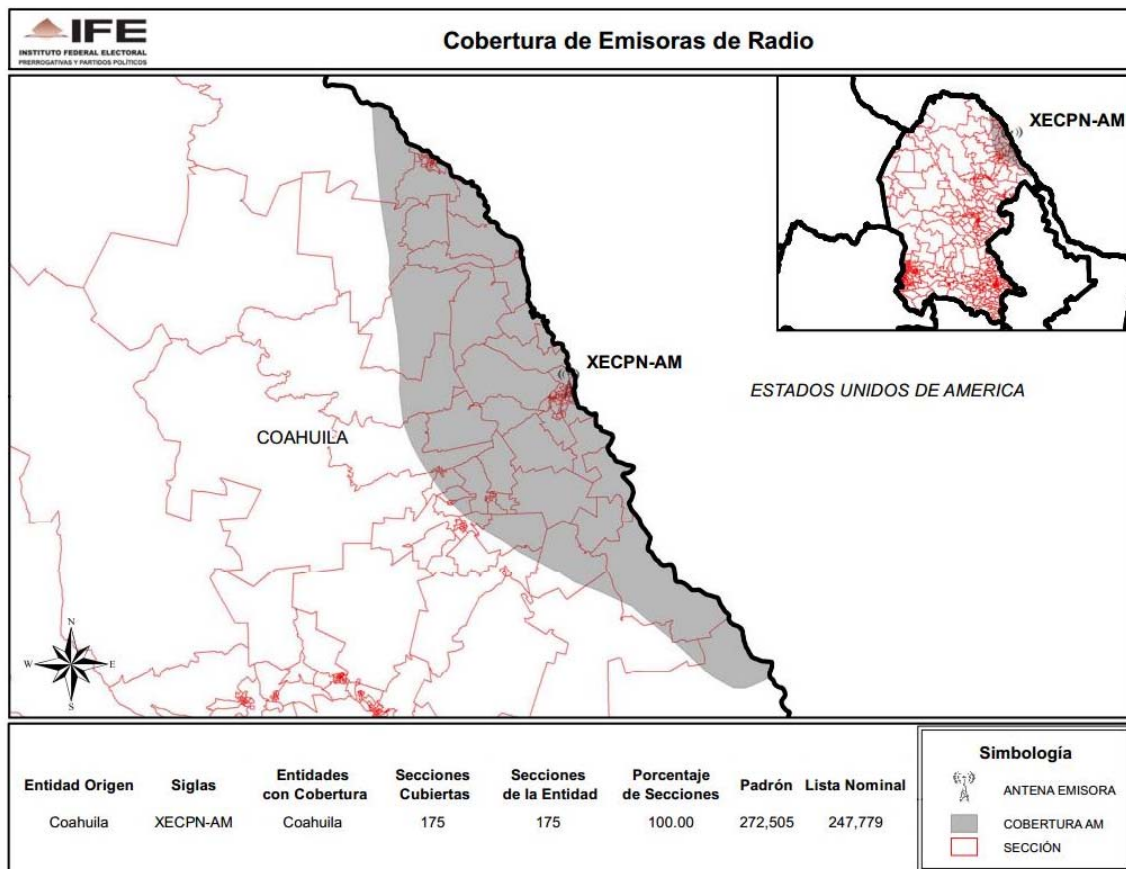 IFE
INSTITUTO FEDERAL ELECTORAL
PRERROGATIVAS Y PARTIDOS POLÍTICOS
Cobertura de Emisoras de Radio
XECPN-AM
XECPN-AM
ESTADOS UNIDOS DE AMERICA
COAHUILA
N
W E
S
Entidad Origen Siglas Entidades con Cobertura Secciones Cubiertas Secciones de la Entidad Porcentaje de Secciones Padrón Lista Nominal
Coahuila XECPN-AM Coahuila 175 175 100.00 272,505 247,779
Simbología
ANTENA EMISORA
COBERTURA AM
SECCIÓN